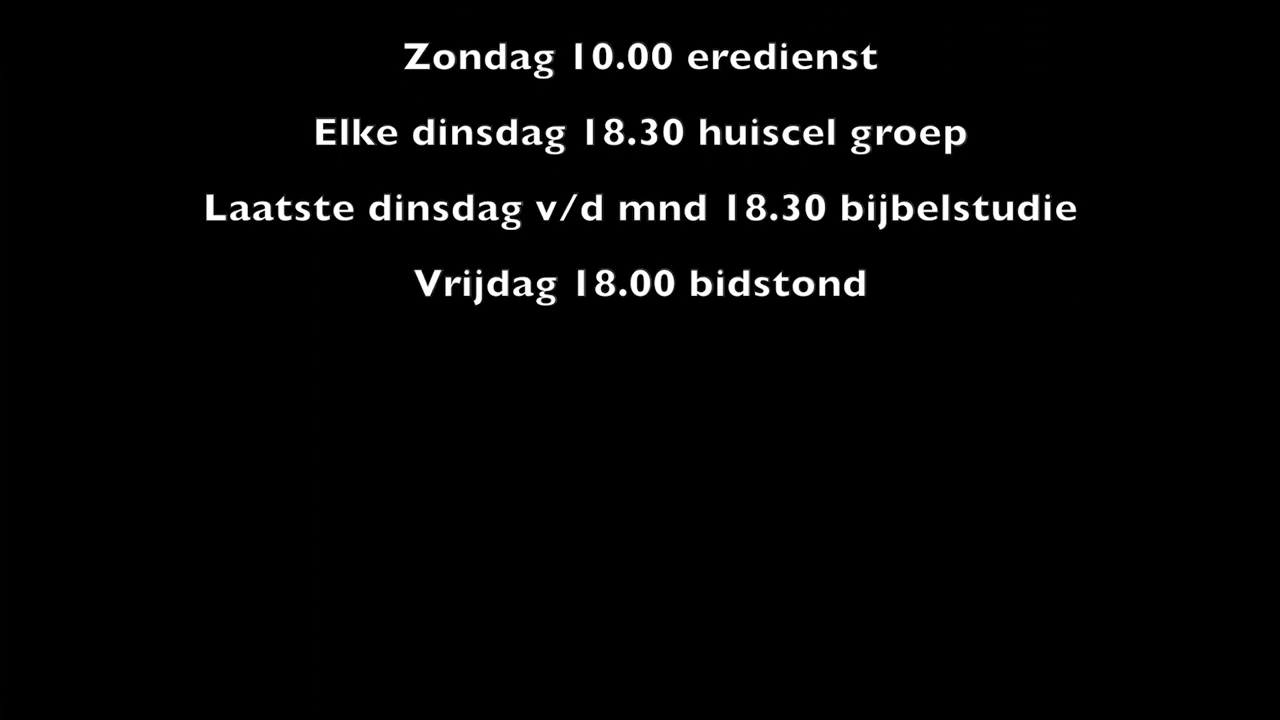 Zondag 10.00 eredienst
Elke dinsdag 18.30 huiscel groep
Laatste dinsdag v/d mnd 18.30 bijbelstudie
Vrijdag 18.00 bidstond